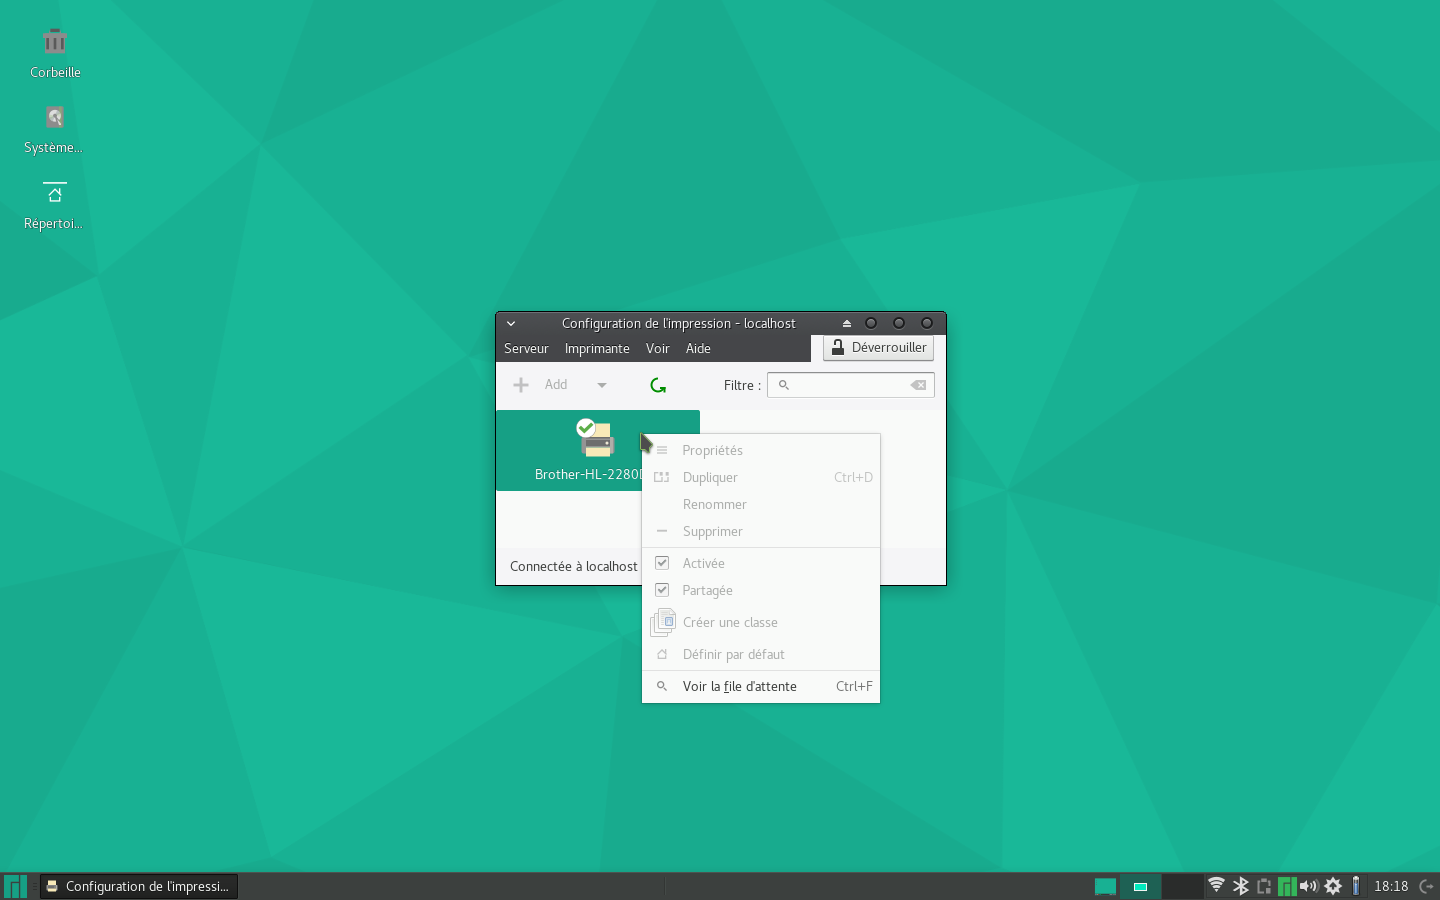 Corbeille
Système...
Répertoi...
Configuration de l'impression - localhost
Serveur Imprimante Voir Aide Déverrouiller
Add Filtre :
Brother-HL-2280
Propriétés
Dupliquer Ctrl+D
Renommer
Supprimer
Connectée à localhost
Activée
Partagée
Créer une classe
Définir par défaut
Voir la file d'attente Ctrl+F
Configuration de l'impressi... 18:18